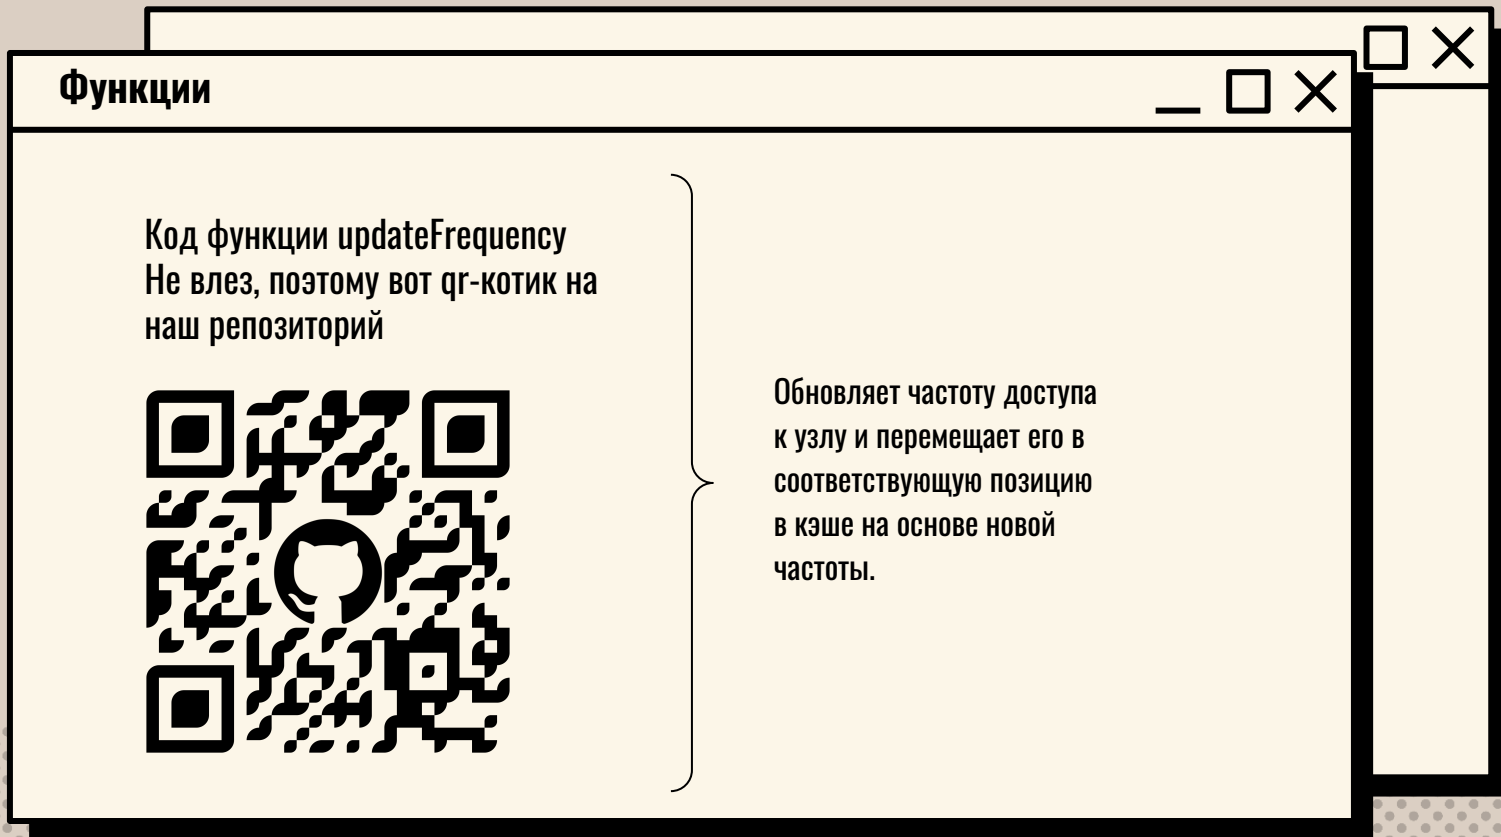 Функции
Код функции updateFrequency
Не влез, поэтому вот qr-котик на
наш репозиторий
Обновляет частоту доступа
к узлу и перемещает его в
соответствующую позицию
в кэше на основе новой
частоты.